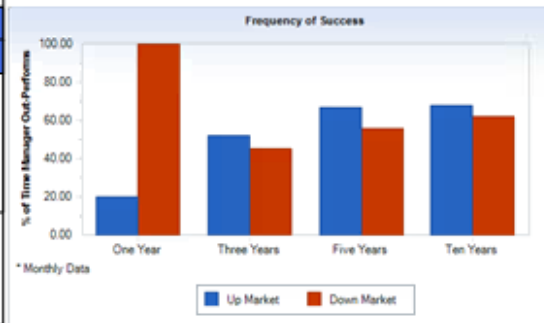 Frequency of Success
% of Time Manager Out-Performs
100.00
80.00
60.00
40.00
20.00
0.00
One Year Three Years Five Years Ten Years
* Monthly Data
Up Market Down Market